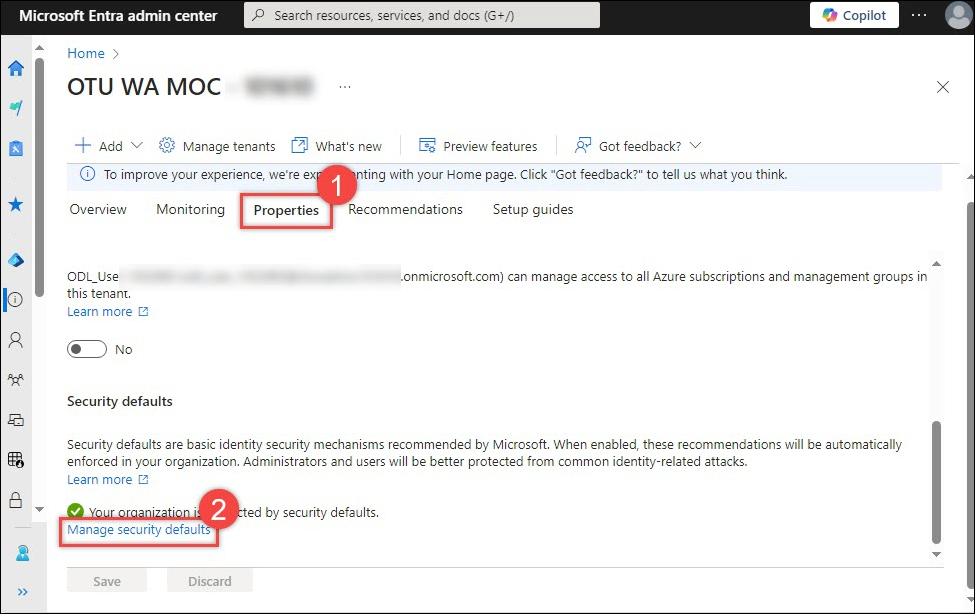 Microsoft Entra admin center
Search resources, services, and docs (G+/)
Copilot
Home
OTU WA MOC
Add
Manage tenants
What's new
Preview features
Got feedback?
To improve your experience, we're enting with your Home page. Click "Got feedback?" to tell us what you think.
1
Overview
Monitoring
Properties
Recommendations
Setup guides
ODL_Use .onmicrosoft.com) can manage access to all Azure subscriptions and management groups in
this tenant.
Learn more
No
Security defaults
Security defaults are basic identity security mechanisms recommended by Microsoft. When enabled, these recommendations will be automatically
enforced in your organization. Administrators and users will be better protected from common identity-related attacks.
Learn more
2
Your organization is cted by security defaults.
Manage security defaults
Save
Discard